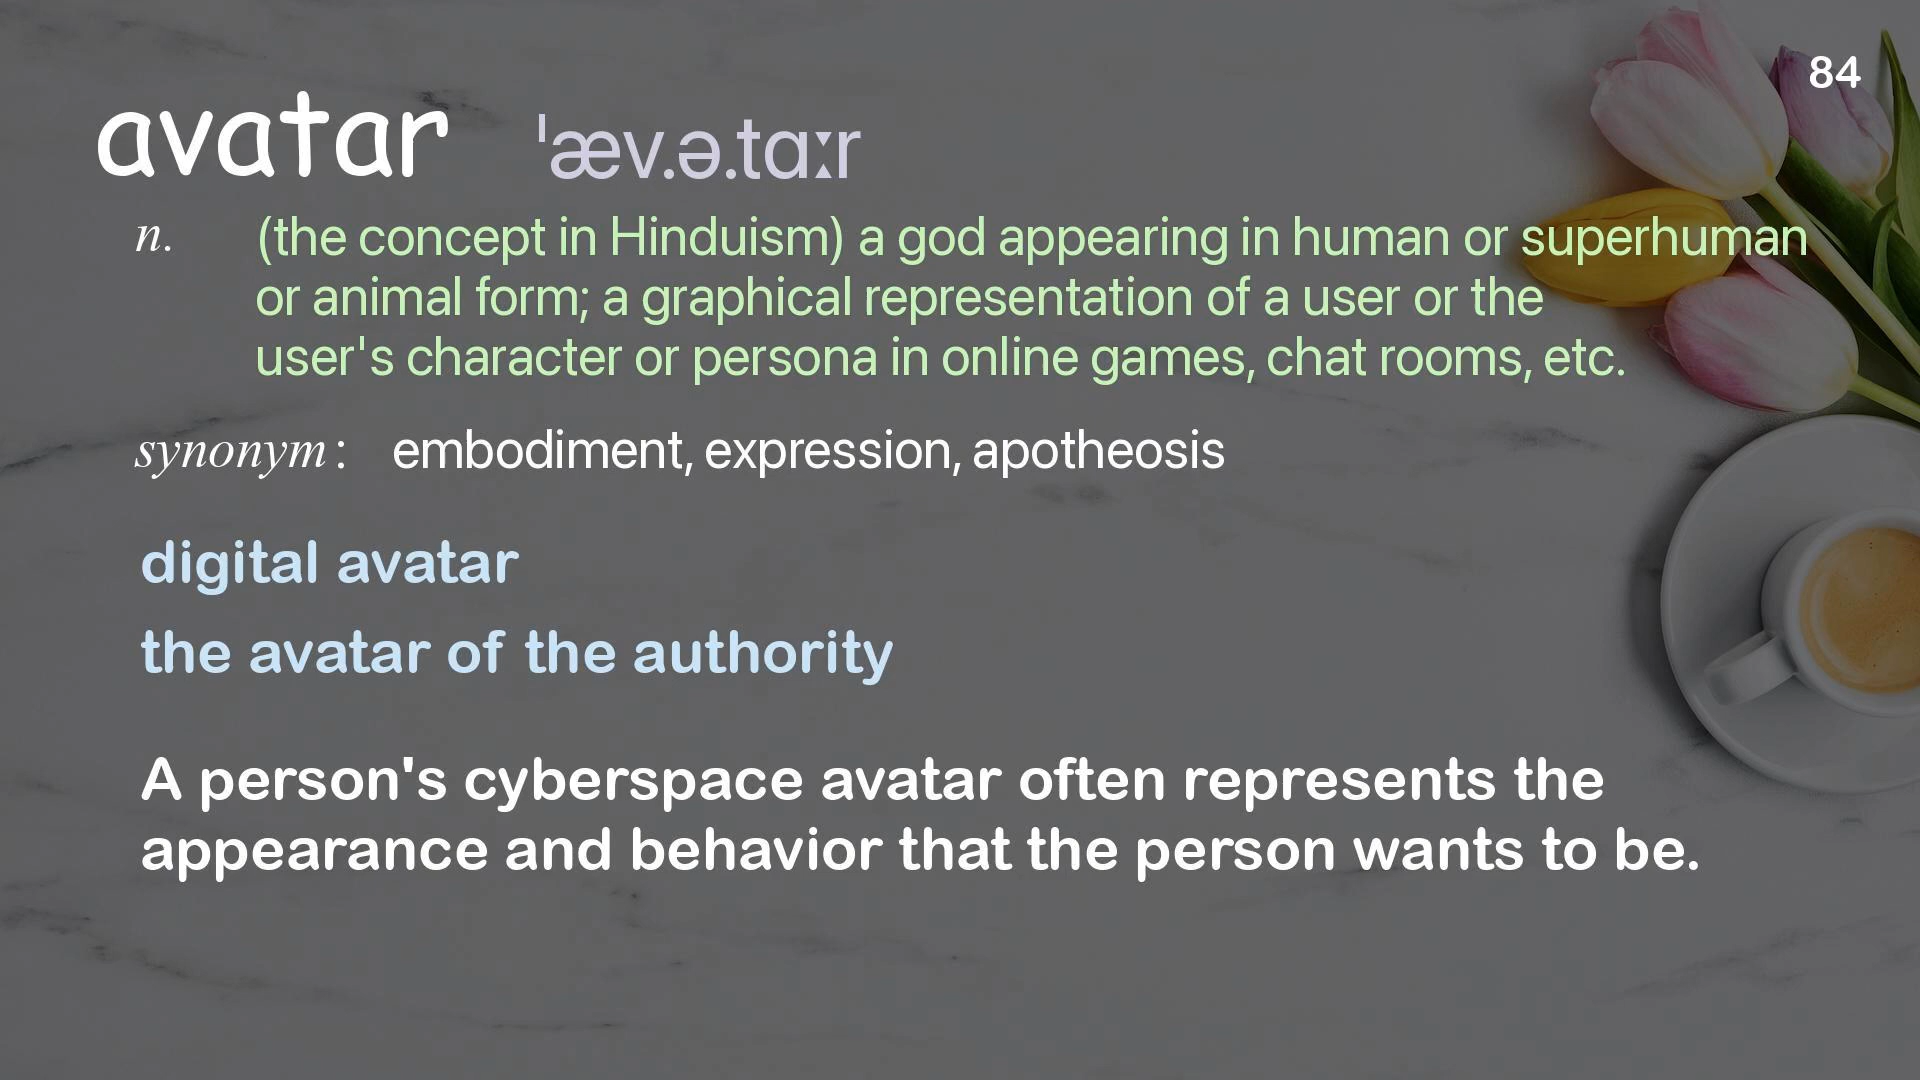 84
avatar ˈæv.ə.tɑːr
n. (the concept in Hinduism) a god appearing in human or superhuman
or animal form; a graphical representation of a user or the
user's character or persona in online games, chat rooms, etc.
synonym: embodiment, expression, apotheosis
digital avatar
the avatar of the authority
A person's cyberspace avatar often represents the
appearance and behavior that the person wants to be.